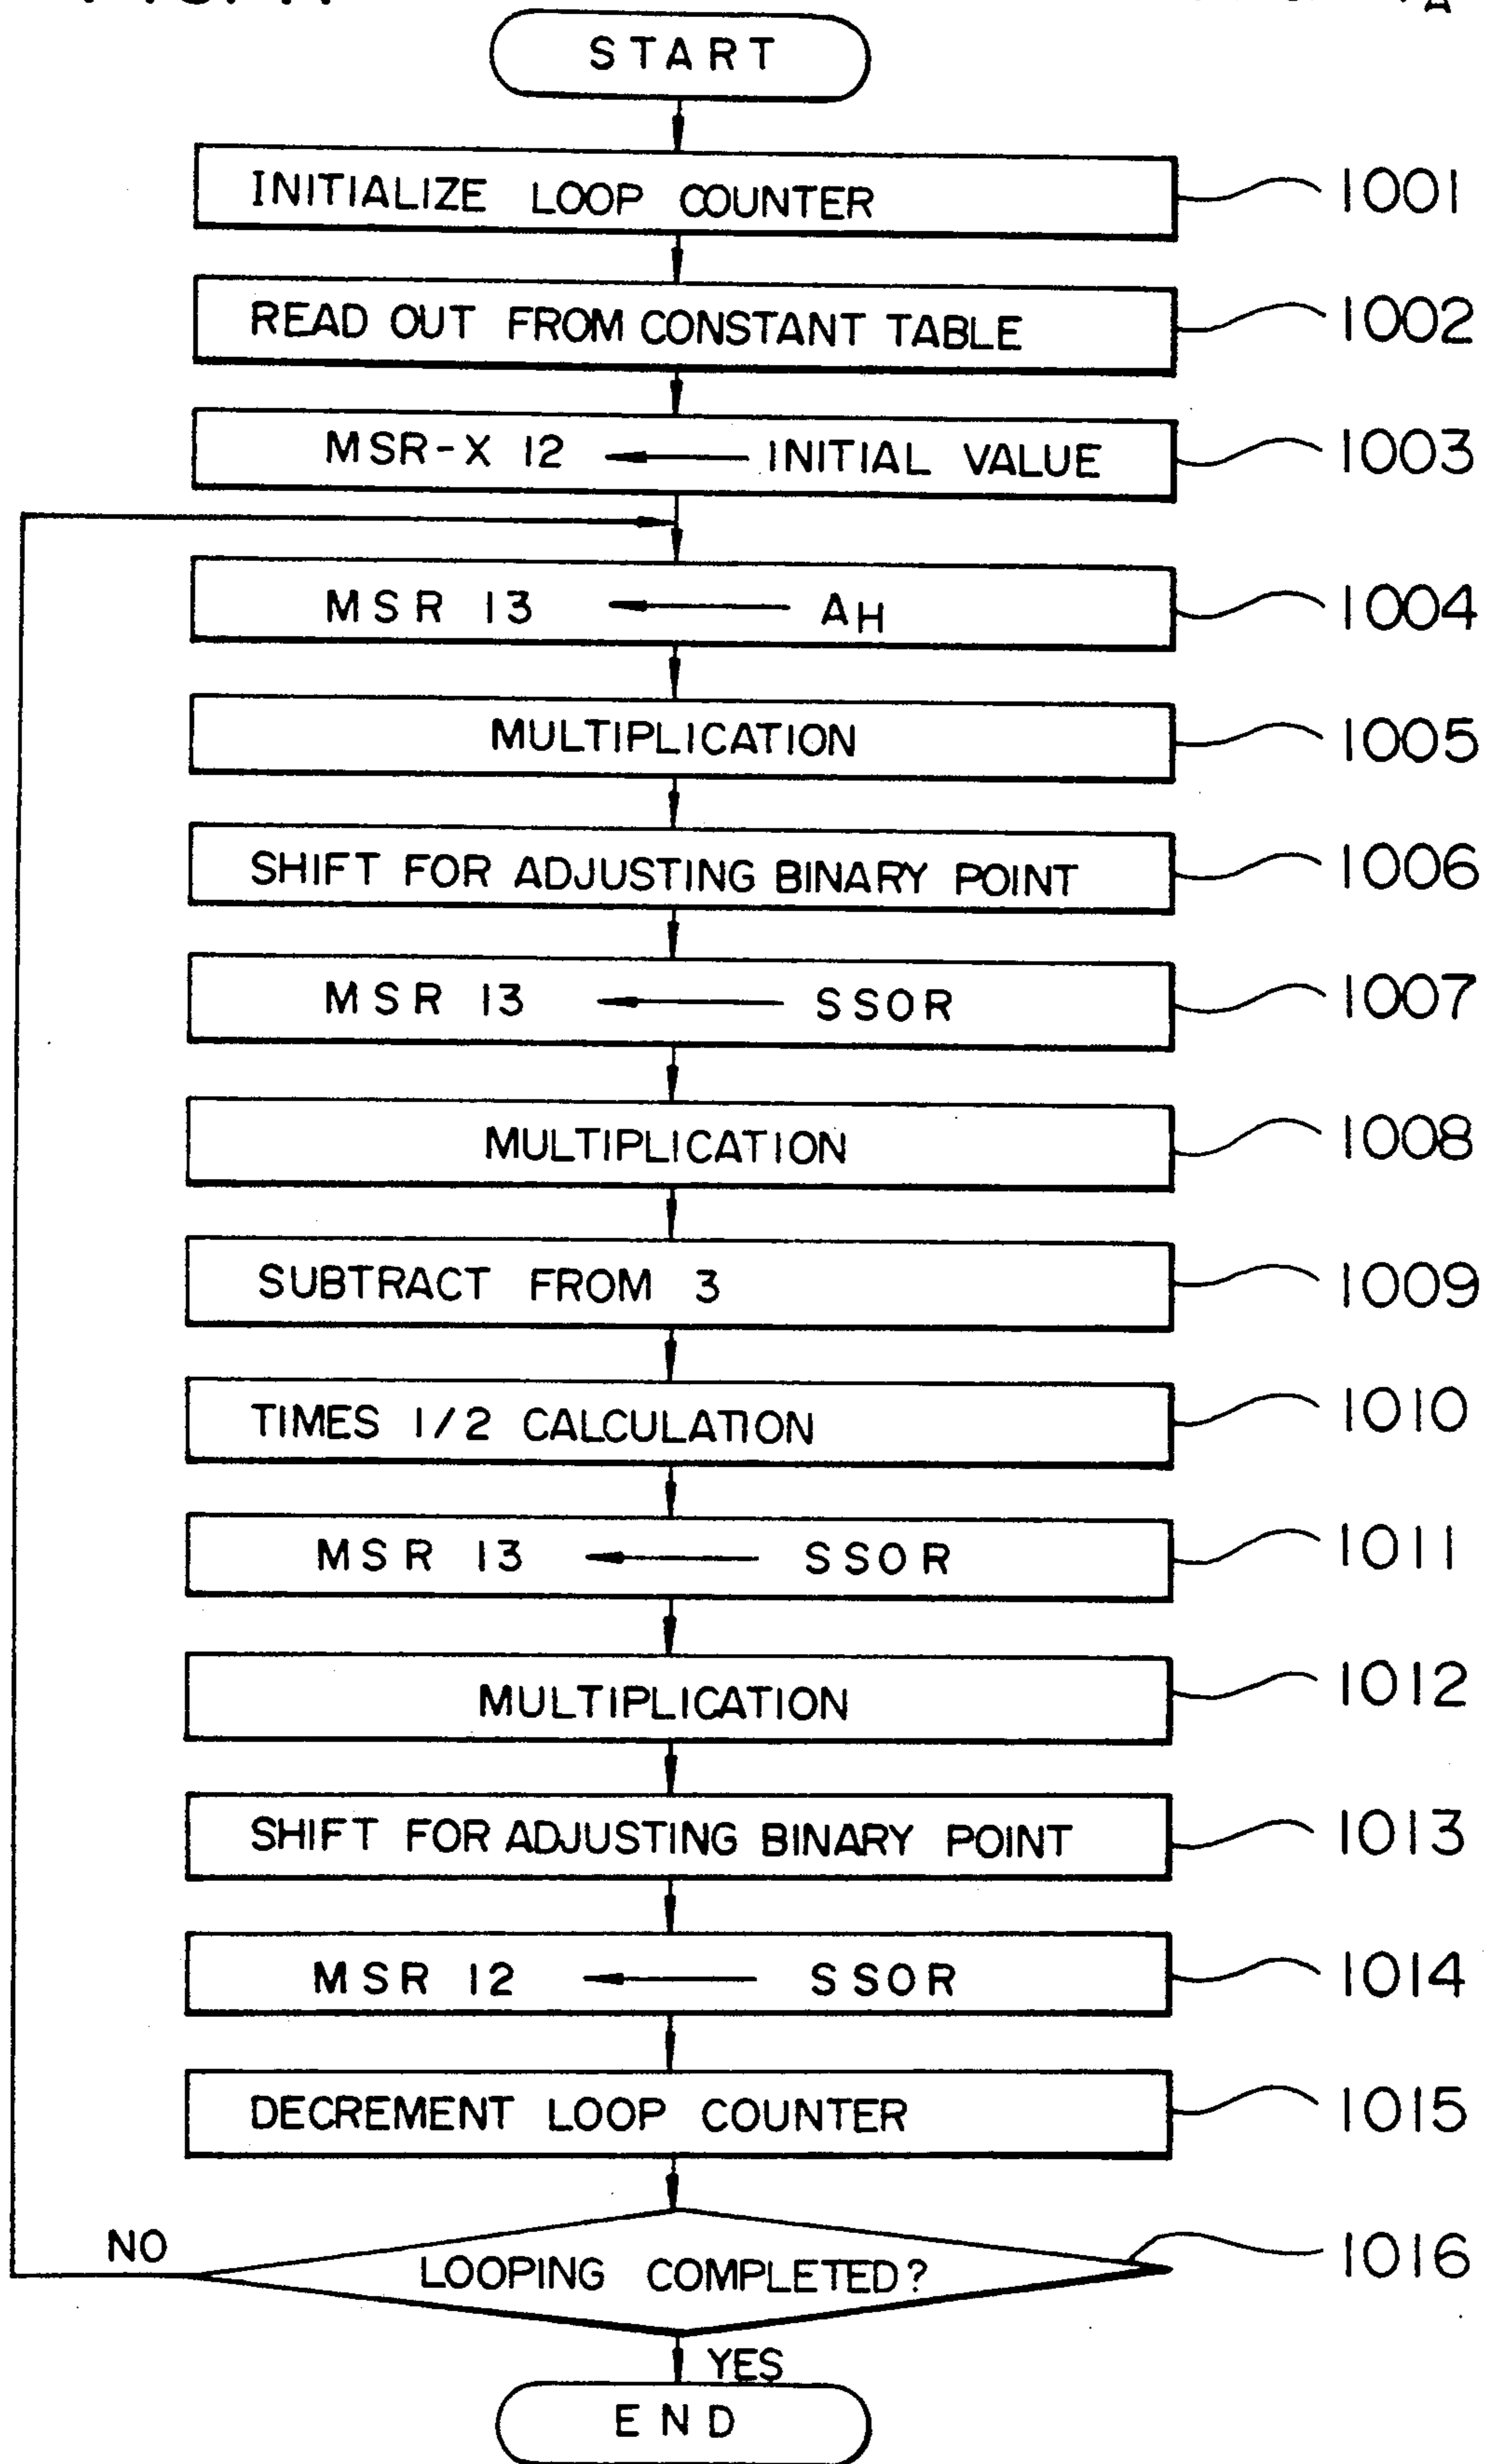 START
INITIALIZE LOOP COUNTER 1001
READ OUT FROM CONSTANT TABLE 1002
MSR-X 12 ← INITIAL VALUE 1003
MSR 13 ← AH 1004
MULTIPLICATION 1005
SHIFT FOR ADJUSTING BINARY POINT 1006
MSR 13 ← SSOR 1007
MULTIPLICATION 1008
SUBTRACT FROM 3 1009
TIMES 1/2 CALCULATION 1010
MSR 13 ← SSOR 1011
MULTIPLICATION 1012
SHIFT FOR ADJUSTING BINARY POINT 1013
MSR 12 ← SSOR 1014
DECREMENT LOOP COUNTER 1015
NO
LOOPING COMPLETED? 1016
YES
END